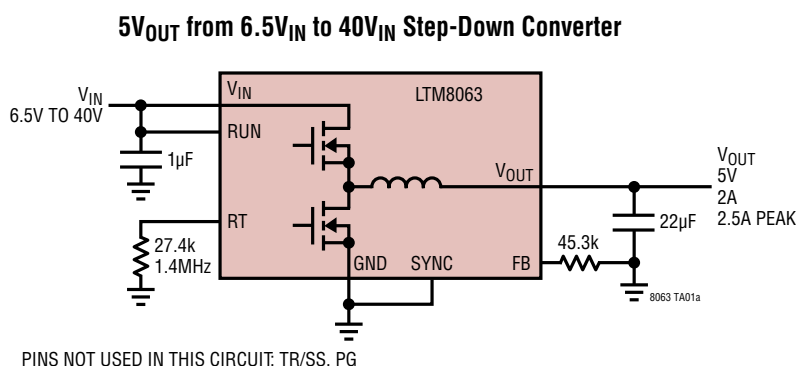 5VOUT from 6.5VIN to 40VIN Step-Down Converter
VIN
6.5V TO 40V
1µF
VIN
RUN
LTM8063
RT
27.4k
1.4MHz
GND
SYNC
FB
VOUT
45.3k
22µF
VOUT
5V
2A
2.5A PEAK
8063 TA01a
PINS NOT USED IN THIS CIRCUIT: TR/SS, PG